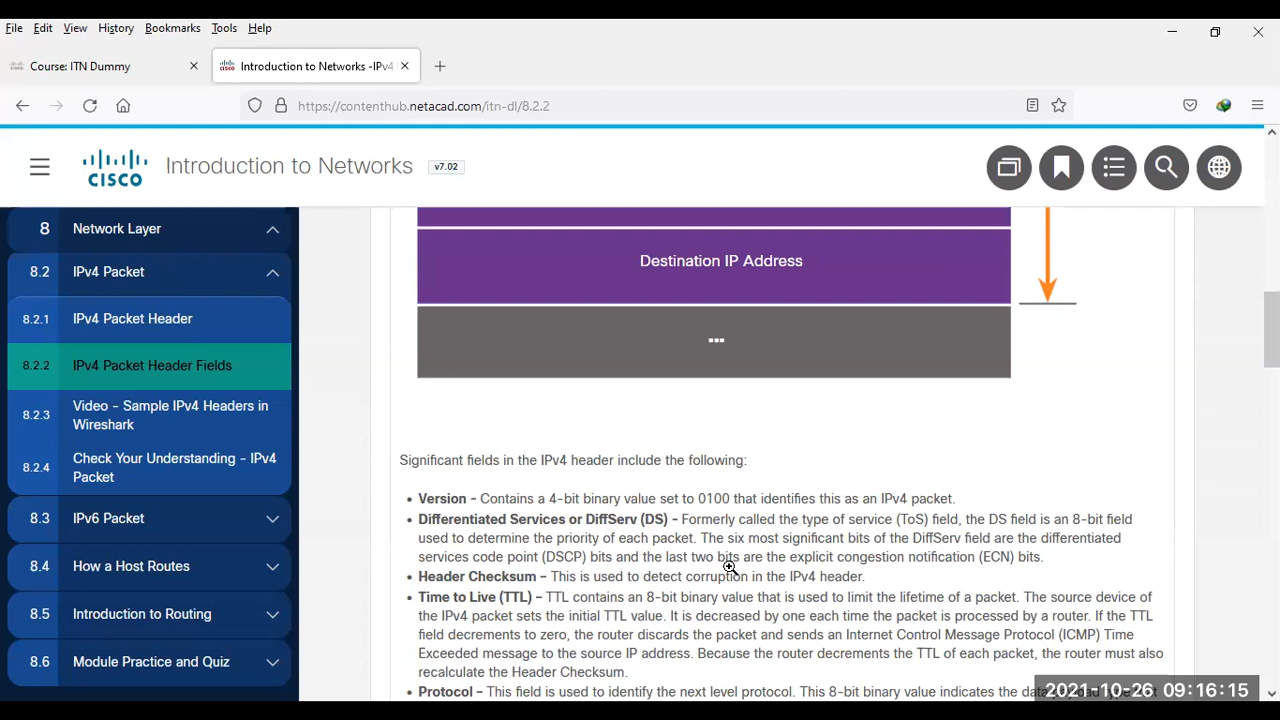 File Edit View History Bookmarks Tools Help
Course: ITN Dummy
Introduction to Networks -IPv4
https://contenthub.netacad.com/itn-dl/8.2.2
CISCO
Introduction to Networks
v7.02
8 Network Layer
8.2 IPv4 Packet
8.2.1 IPv4 Packet Header
8.2.2 IPv4 Packet Header Fields
8.2.3 Video - Sample IPv4 Headers in
Wireshark
8.2.4 Check Your Understanding - IPv4
Packet
8.3 IPv6 Packet
8.4 How a Host Routes
8.5 Introduction to Routing
8.6 Module Practice and Quiz
Destination IP Address
...
Significant fields in the IPv4 header include the following:
• Version - Contains a 4-bit binary value set to 0100 that identifies this as an IPv4 packet.
• Differentiated Services or DiffServ (DS) - Formerly called the type of service (ToS) field, the DS field is an 8-bit field
used to determine the priority of each packet. The six most significant bits of the DiffServ field are the differentiated
services code point (DSCP) bits and the last two bits are the explicit congestion notification (ECN) bits.
• Header Checksum – This is used to detect corruption in the IPv4 header.
• Time to Live (TTL) – TTL contains an 8-bit binary value that is used to limit the lifetime of a packet. The source device of
the IPv4 packet sets the initial TTL value. It is decreased by one each time the packet is processed by a router. If the TTL
field decrements to zero, the router discards the packet and sends an Internet Control Message Protocol (ICMP) Time
Exceeded message to the source IP address. Because the router decrements the TTL of each packet, the router must also
recalculate the Header Checksum.
• Protocol – This field is used to identify the next level protocol. This 8-bit binary value indicates the
2021-10-26 09:16:15